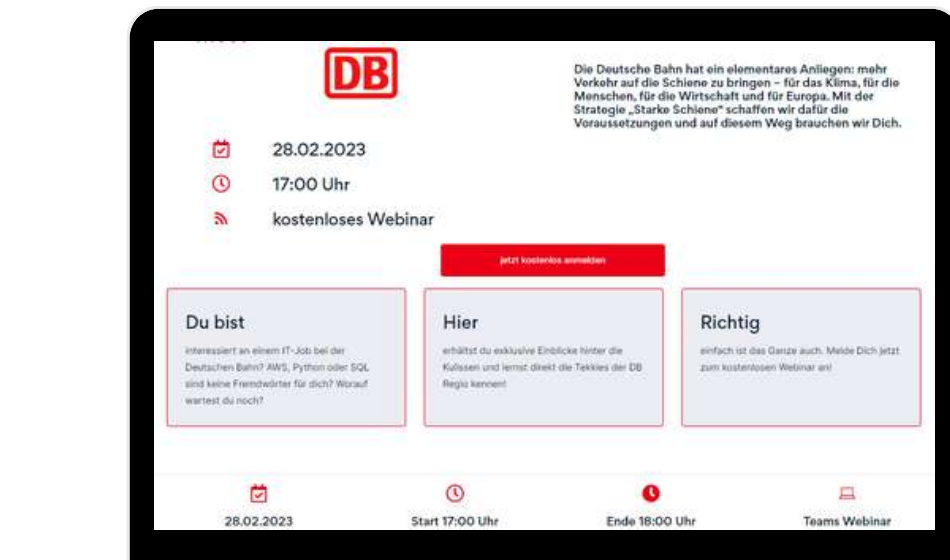 DB
Die Deutsche Bahn hat ein elementares Anliegen: mehr
Verkehr auf die Schiene zu bringen – für das Klima, für die
Menschen, für die Wirtschaft und für Europa. Mit der
Strategie „Starke Schiene" schaffen wir dafür die
Voraussetzungen und auf diesem Weg brauchen wir Dich.
28.02.2023
17:00 Uhr
kostenloses Webinar
jetzt kostenlos anmelden
Du bist
interessiert an einem IT-Job bei der
Deutschen Bahn? AWS, Python oder SQL
sind keine Fremdwörter für dich? Worauf
wartest du noch?
Hier
erhältst du exklusive Einblicke hinter die
Kulissen und lernst direkt die Tekkies der DB
Regio kennen!
Richtig
einfach ist das Ganze auch. Melde Dich jetzt
zum kostenlosen Webinar an!
28.02.2023
Start 17:00 Uhr
Ende 18:00 Uhr
Teams Webinar